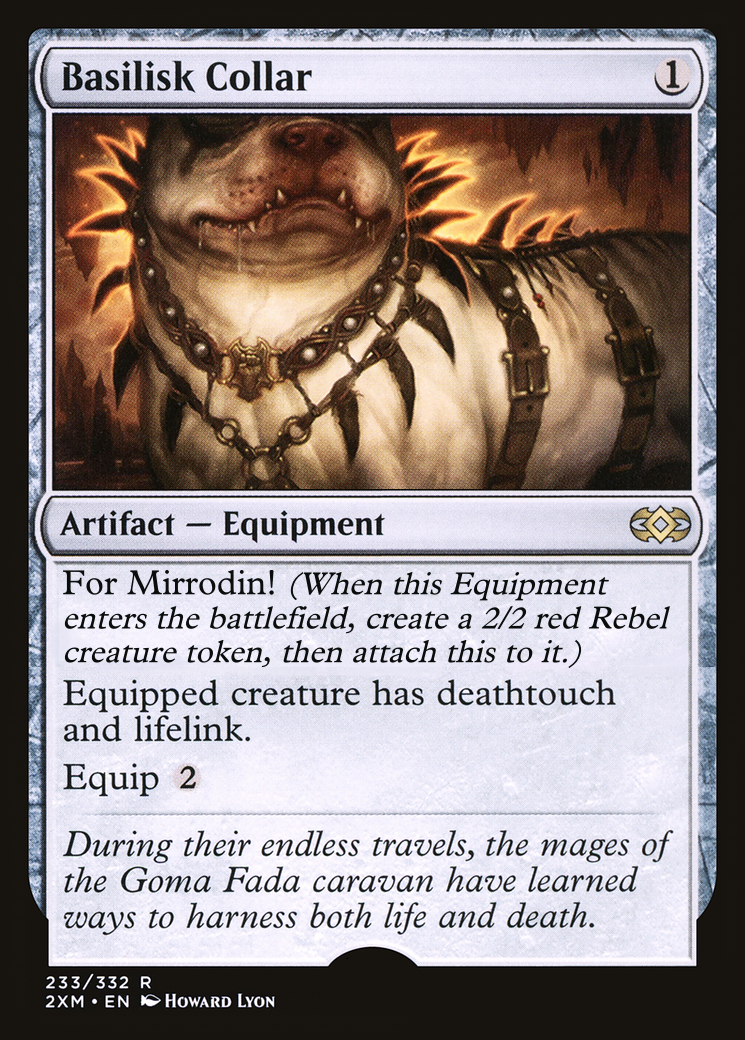 Basilisk Collar 1
Artifact — Equipment
For Mirrodin! (When this Equipment
enters the battlefield, create a 2/2 red Rebel
creature token, then attach this to it.)
Equipped creature has deathtouch
and lifelink.
Equip 2
During their endless travels, the mages of
the Goma Fada caravan have learned
ways to harness both life and death.
233/332 R
2XM • EN Howard Lyon